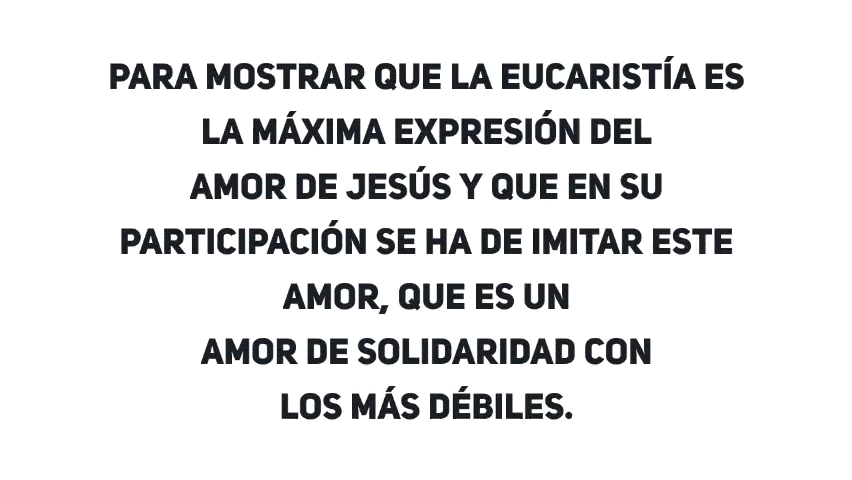 PARA MOSTRAR QUE LA EUCARISTÍA ES
LA MÁXIMA EXPRESIÓN DEL
AMOR DE JESÚS Y QUE EN SU
PARTICIPACIÓN SE HA DE IMITAR ESTE
AMOR, QUE ES UN
AMOR DE SOLIDARIDAD CON
LOS MÁS DÉBILES.